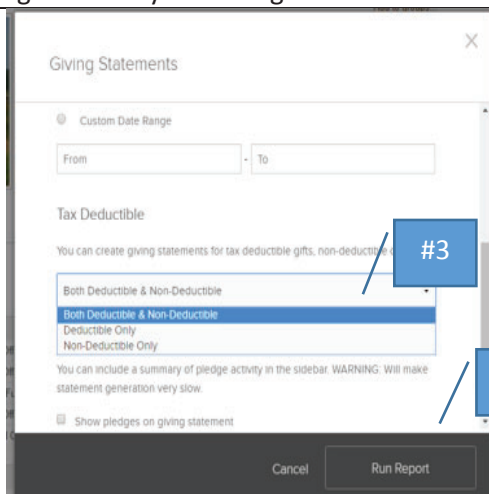 Giving Statements
X
Custom Date Range
From - To
Tax Deductible
You can create giving statements for tax deductible gifts, non-deductible
#3
Both Deductible & Non-Deductible
Both Deductible & Non-Deductible
Deductible Only
Non-Deductible Only
You can include a summary of pledge activity in the sidebar. WARNING: Will make
statement generation very slow.
Show pledges on giving statement
Cancel Run Report